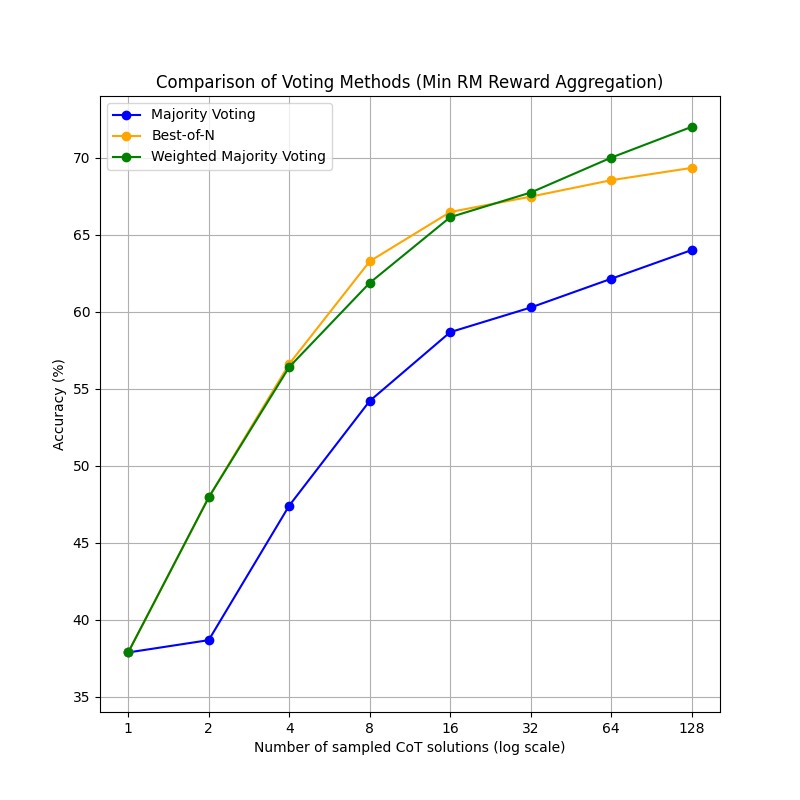 Comparison of Voting Methods (Min RM Reward Aggregation)
Majority Voting
Best-of-N
Weighted Majority Voting
70
65
60
55
50
45
40
35
Accuracy (%)
1 2 4 8 16 32 64 128
Number of sampled CoT solutions (log scale)